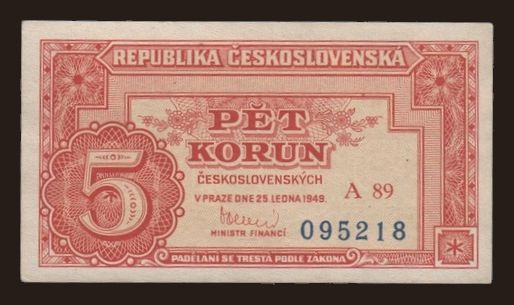 REPUBLIKA ČESKOSLOVENSKÁ
PĚT
KORUN
ČESKOSLOVENSKÝCH
V PRAZE DNE 25. LEDNA 1949.
MINISTR FINANCÍ
A 89
095218
5
PADĚLÁNÍ SE TRESTÁ PODLE ZÁKONA